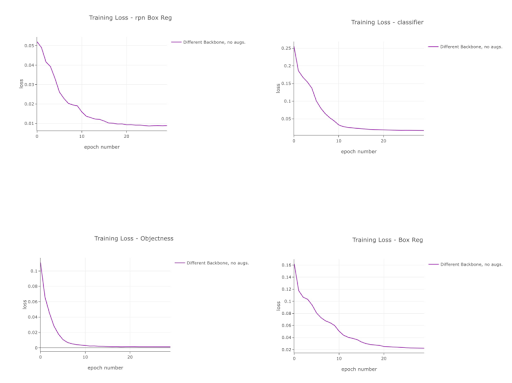 Training Loss - rpn Box Reg
Different Backbone, no augs.
0.05
0.04
0.03
0.02
0.01
loss
0
10
20
epoch number
Training Loss - classifier
Different Backbone, no augs.
0.25
0.2
0.15
0.1
0.05
loss
0
10
20
epoch number
Training Loss - Objectness
Different Backbone, no augs.
0.1
0.08
0.06
0.04
0.02
0
loss
0
10
20
epoch number
Training Loss - Box Reg
Different Backbone, no augs.
0.16
0.14
0.12
0.1
0.08
0.06
0.04
0.02
loss
0
10
20
epoch number